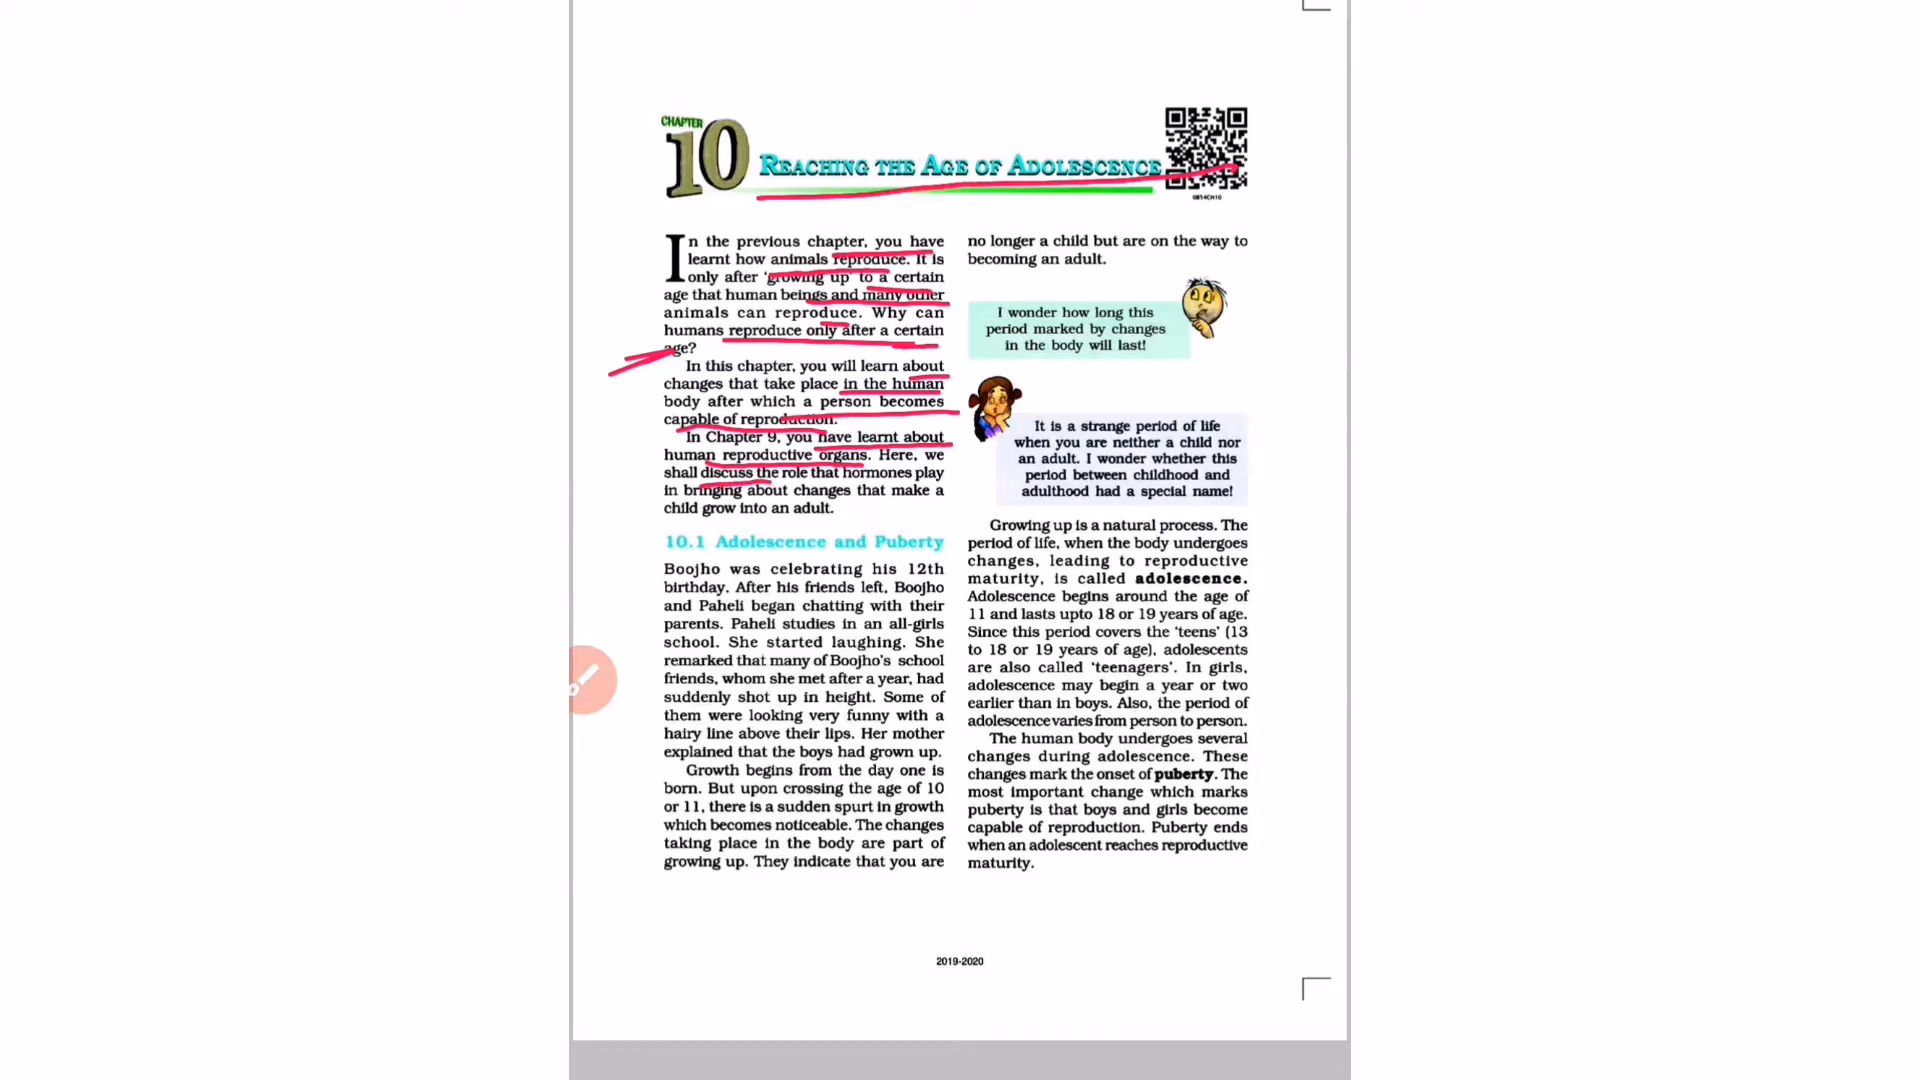 CHAPTER
10
REACHING THE AGE OF ADOLESCENCE
0854CH10
In the previous chapter, you have
learnt how animals reproduce. It is
only after ‘growing up’ to a certain
age that human beings and many other
animals can reproduce. Why can
humans reproduce only after a certain
age?
In this chapter, you will learn about
changes that take place in the human
body after which a person becomes
capable of reproduction.
In Chapter 9, you have learnt about
human reproductive organs. Here, we
shall discuss the role that hormones play
in bringing about changes that make a
child grow into an adult.
10.1 Adolescence and Puberty
Boojho was celebrating his 12th
birthday. After his friends left, Boojho
and Paheli began chatting with their
parents. Paheli studies in an all-girls
school. She started laughing. She
remarked that many of Boojho’s school
friends, whom she met after a year, had
suddenly shot up in height. Some of
them were looking very funny with a
hairy line above their lips. Her mother
explained that the boys had grown up.
Growth begins from the day one is
born. But upon crossing the age of 10
or 11, there is a sudden spurt in growth
which becomes noticeable. The changes
taking place in the body are part of
growing up. They indicate that you are
no longer a child but are on the way to
becoming an adult.
I wonder how long this
period marked by changes
in the body will last!
It is a strange period of life
when you are neither a child nor
an adult. I wonder whether this
period between childhood and
adulthood had a special name!
Growing up is a natural process. The
period of life, when the body undergoes
changes, leading to reproductive
maturity, is called adolescence.
Adolescence begins around the age of
11 and lasts upto 18 or 19 years of age.
Since this period covers the ‘teens’ (13
to 18 or 19 years of age), adolescents
are also called ‘teenagers’. In girls,
adolescence may begin a year or two
earlier than in boys. Also, the period of
adolescence varies from person to person.
The human body undergoes several
changes during adolescence. These
changes mark the onset of puberty. The
most important change which marks
puberty is that boys and girls become
capable of reproduction. Puberty ends
when an adolescent reaches reproductive
maturity.
2019-2020